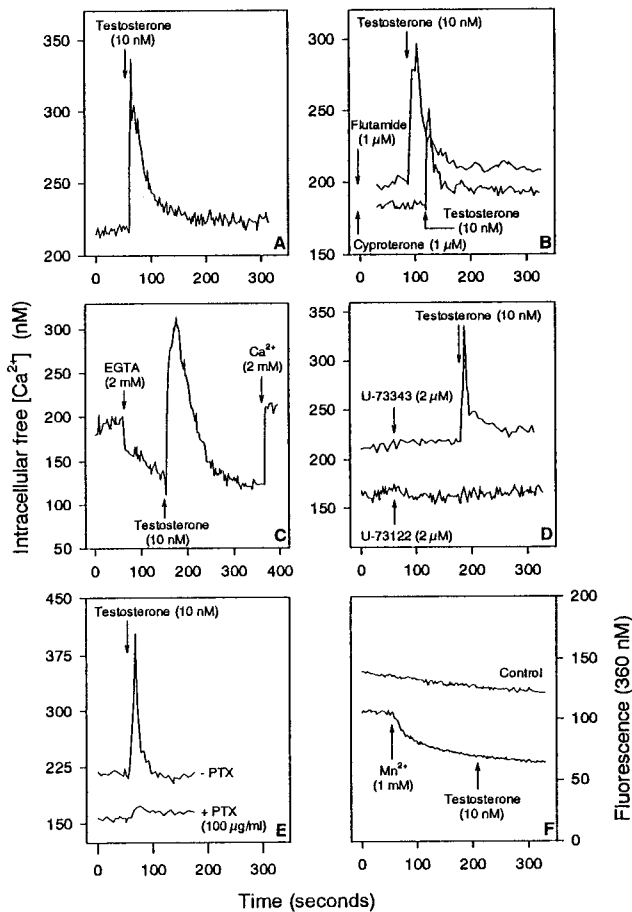 Testosterone
(10 nM)
350
300
250
200
0 100 200 300
A
Testosterone (10 nM)
300
250
200
150
Flutamide
(1 µM)
Testosterone
(10 nM)
Cyproterone (1 µM)
0 100 200 300
B
Intracellular free [Ca2+] (nM)
300
250
200
150
100
50
EGTA
(2 mM)
Ca2+
(2 mM)
Testosterone
(10 nM)
0 100 200 300 400
C
Testosterone (10 nM)
350
300
250
200
150
U-73343 (2 µM)
U-73122 (2 µM)
0 100 200 300
D
450
375
300
225
150
Testosterone (10 nM)
- PTX
+ PTX
(100 µg/ml)
0 100 200 300
E
200
150
100
50
0
Control
Mn2+
(1 mM)
Testosterone
(10 nM)
0 100 200 300
F
Fluorescence (360 nM)
Time (seconds)